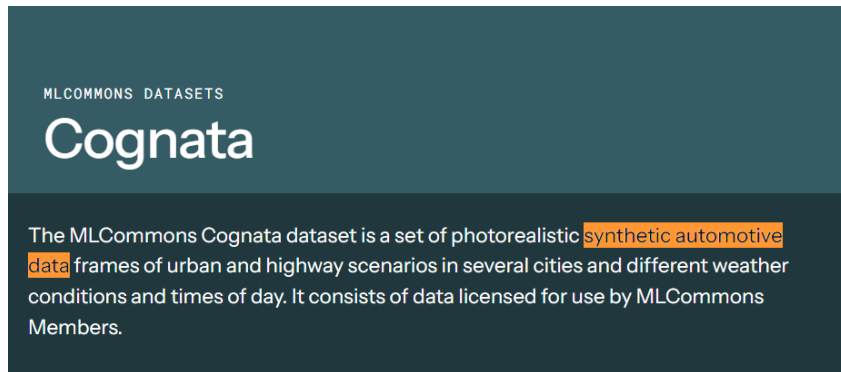 MLCOMMONS DATASETS
Cognata
The MLCommons Cognata dataset is a set of photorealistic synthetic automotive
data frames of urban and highway scenarios in several cities and different weather
conditions and times of day. It consists of data licensed for use by MLCommons
Members.